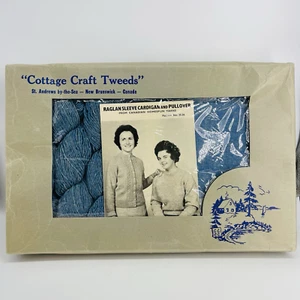 "Cottage Craft Tweeds"
St. Andrews by-the-Sea — New Brunswick — Canada
RAGLAN SLEEVE CARDIGAN AND PULLOVER